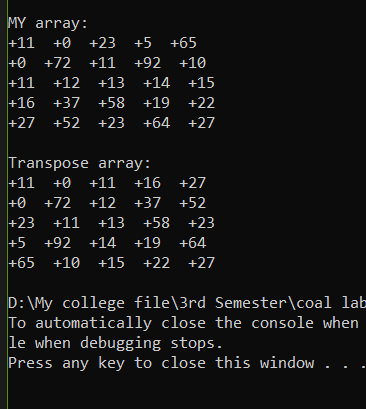 MY array:
+11  +0  +23  +5  +65
+0  +72  +11  +92  +10
+11  +12  +13  +14  +15
+16  +37  +58  +19  +22
+27  +52  +23  +64  +27
Transpose array:
+11  +0  +11  +16  +27
+0  +72  +12  +37  +52
+23  +11  +13  +58  +23
+5  +92  +14  +19  +64
+65  +10  +15  +22  +27
D:\My college file\3rd Semester\coal lab
To automatically close the console when
le when debugging stops.
Press any key to close this window . . .